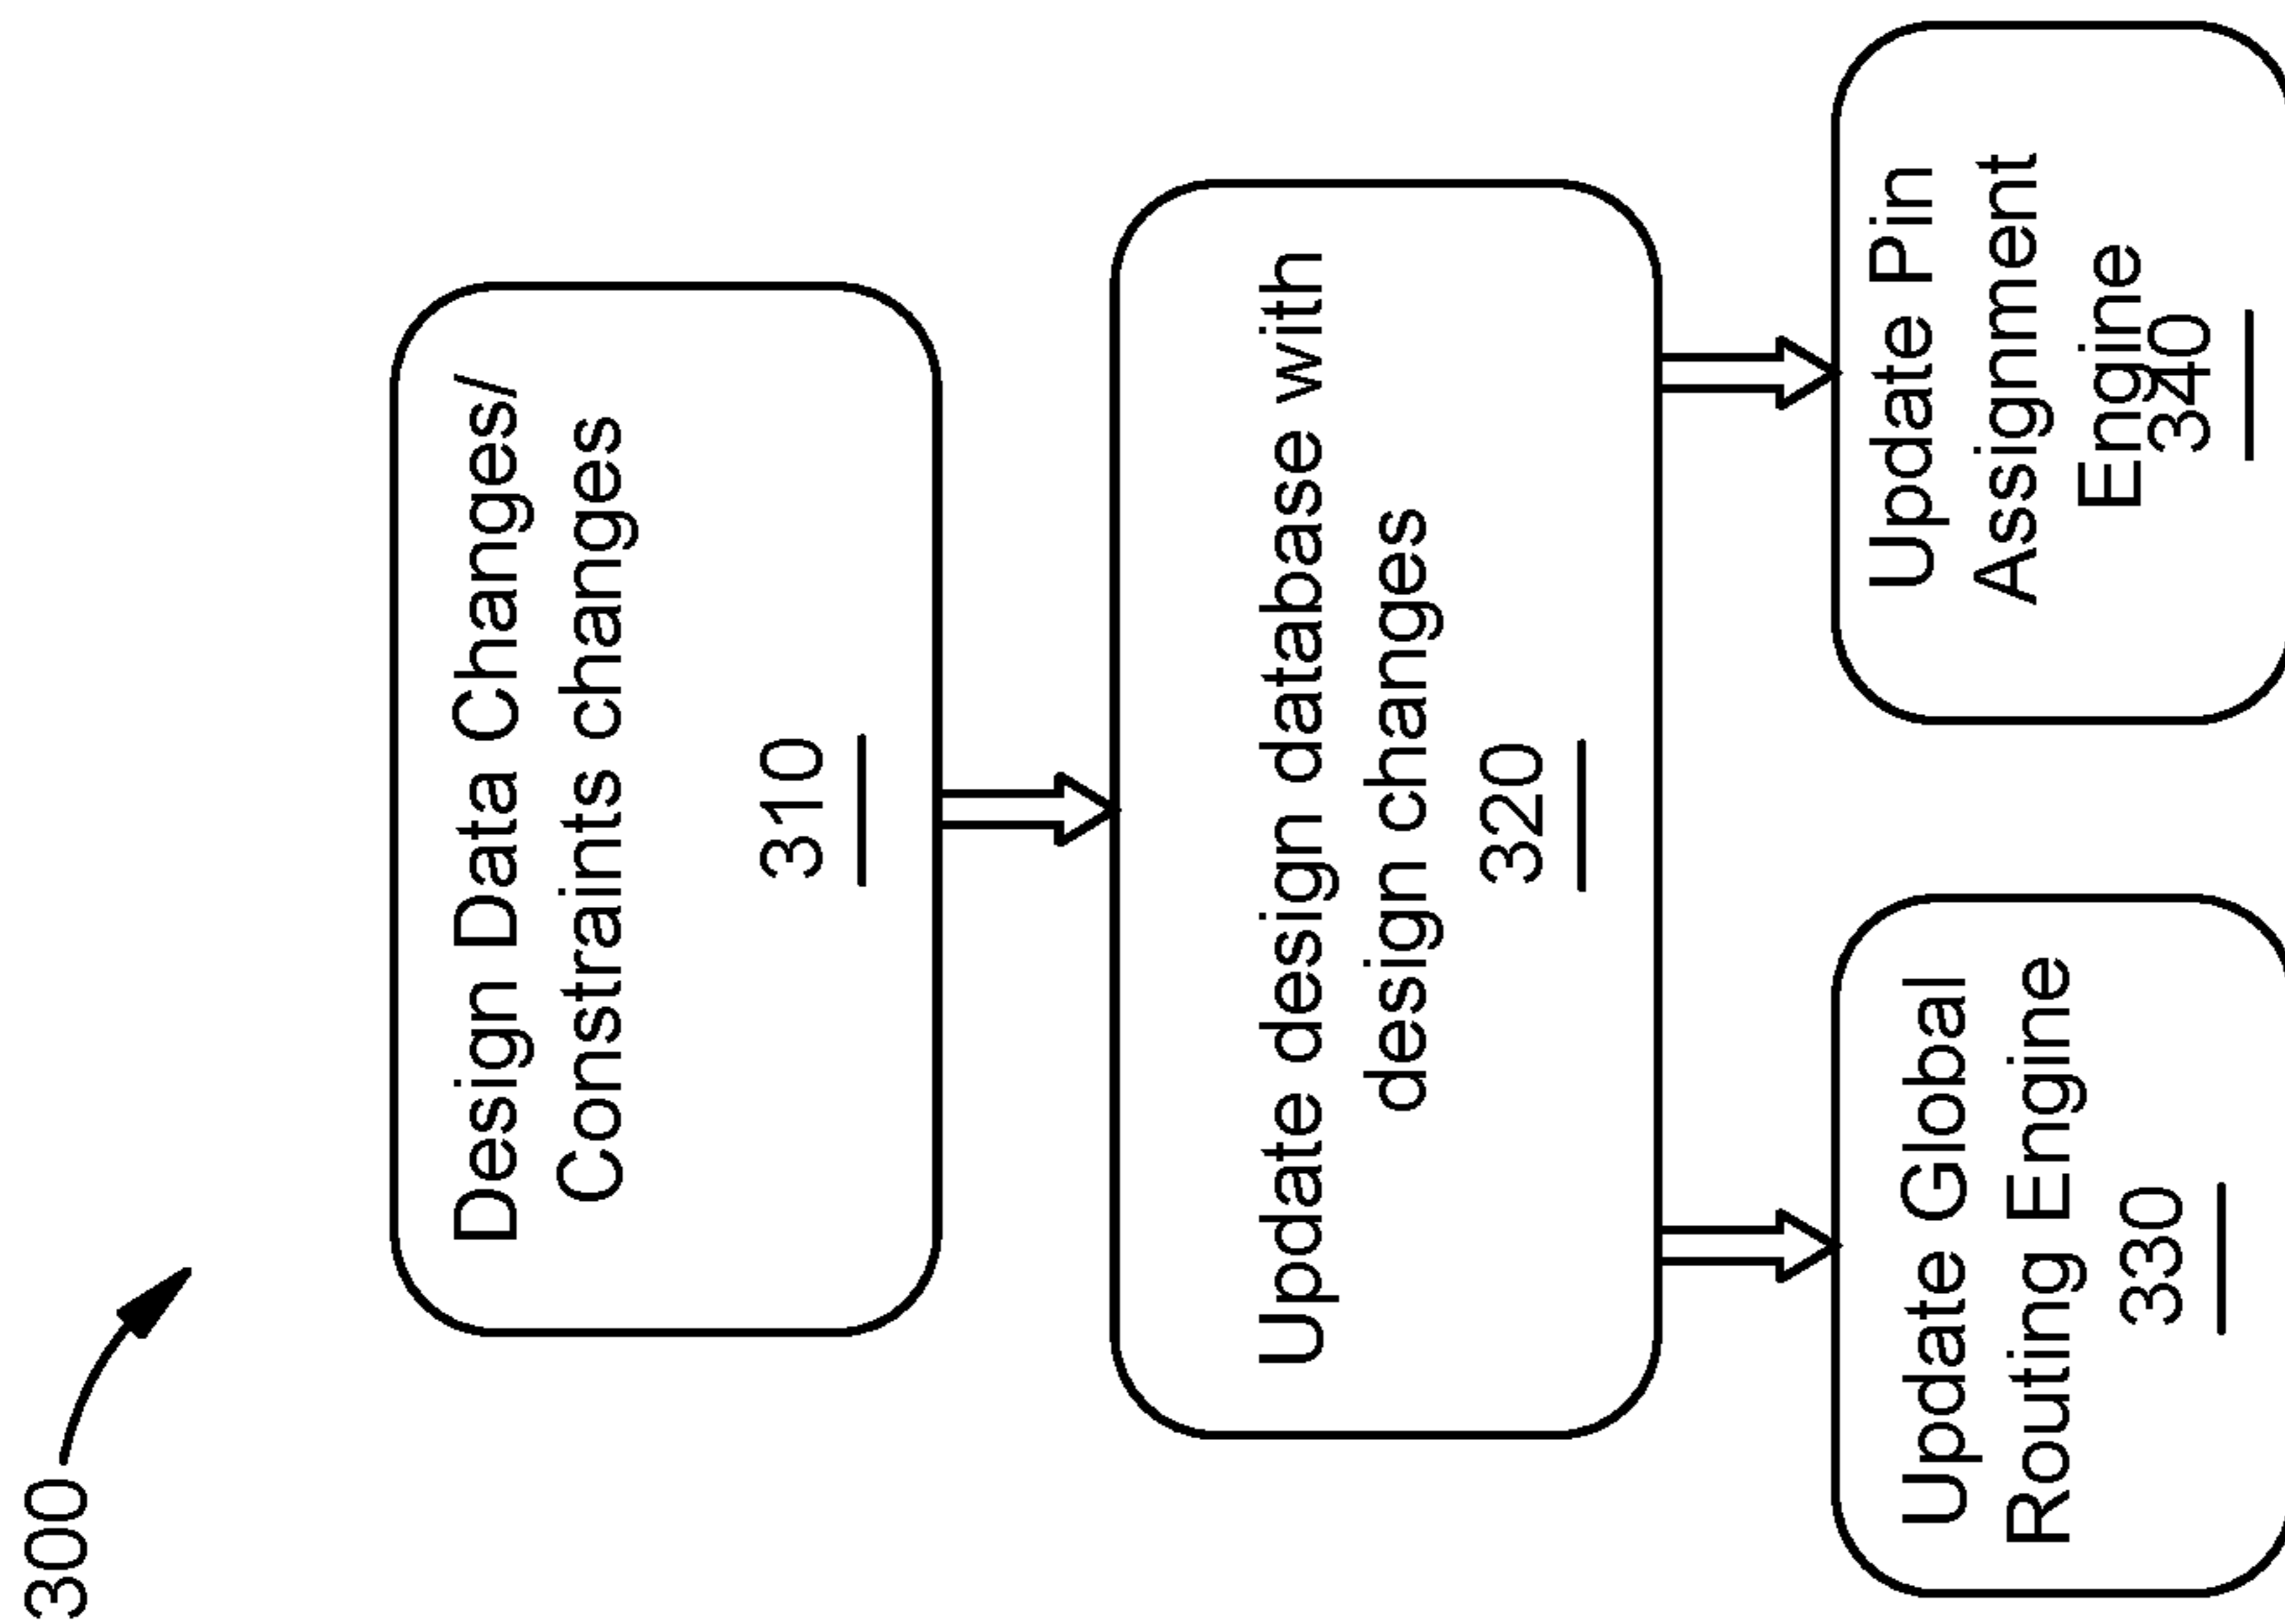 300
Design Data Changes/
Constraints changes
310
Update design database with
design changes
320
Update Global
Routing Engine
330
Update Pin
Assignment
Engine
340